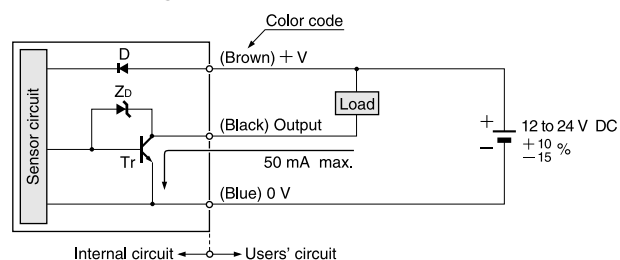 Color code
D
(Brown) + V
ZD
Load
Sensor circuit
(Black) Output
+
12 to 24 V DC
+ 10
− 15 %
−
Tr
50 mA max.
(Blue) 0 V
Internal circuit
Users' circuit